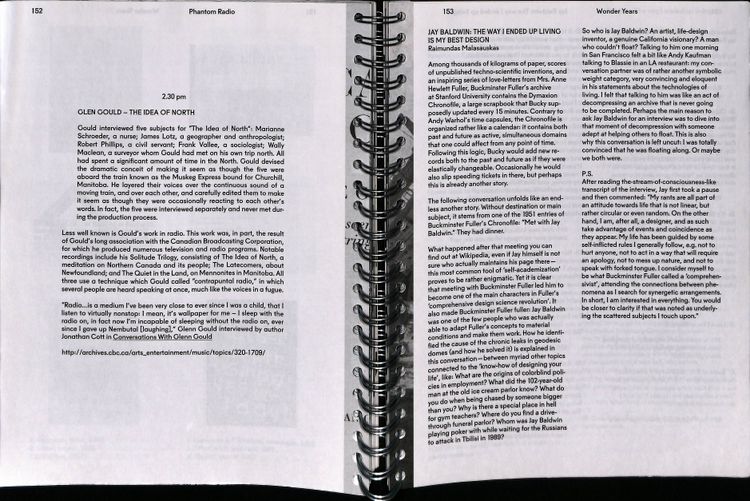 152
Phantom Radio
2.30 pm
GLEN GOULD – THE IDEA OF NORTH
Gould interviewed five subjects for "The Idea of North": Marianne
Schroeder, a nurse; James Lotz, a geographer and anthropologist;
Robert Phillips, a civil servant; Frank Vallee, a sociologist; Wally
Maclean, a surveyor whom Gould had met on his own trip north. All
had spent a significant amount of time in the North. Gould devised
the dramatic conceit of making it seem as though the five were
aboard the train known as the Muskeg Express bound for Churchill,
Manitoba. He layered their voices over the continuous sound of a
moving train, and over each other, and carefully edited them to make
it seem as though they were occasionally reacting to each other's
words. In fact, the five were interviewed separately and never met dur-
ing the production process.
Less well known is Gould's work in radio. This work was, in part, the
result of Gould's long association with the Canadian Broadcasting Corporation,
for which he produced numerous television and radio programs. Notable
recordings include his Solitude Trilogy, consisting of The Idea of North, a
meditation on Northern Canada and its people; The Latecomers, about
Newfoundland; and The Quiet in the Land, on Mennonites in Manitoba. All
three use a technique which Gould called "contrapuntal radio," in which
several people are heard speaking at once, much like the voices in a fugue.
"Radio...is a medium I've been very close to ever since I was a child, that I
listen to virtually nonstop: I mean, it's wallpaper for me – I sleep with the
radio on, in fact now I'm incapable of sleeping without the radio on, ever
since I gave up Nembutal [laughing]," Glenn Gould interviewed by author
Jonathan Cott in Conversations With Glenn Gould
http://archives.cbc.ca/arts_entertainment/music/topics/320-1709/
153
Wonder Years
JAY BALDWIN: THE WAY I ENDED UP LIVING
IS MY BEST DESIGN
Raimundas Malasauskas
Among thousands of kilograms of paper, scores
of unpublished techno-scientific inventions, and
an inspiring series of love-letters from Mrs. Anne
Hewlett Fuller, Buckminster Fuller's archive
at Stanford University contains the Dymaxion
Chronofile, a large scrapbook that Bucky sup-
posedly updated every 15 minutes. Contrary to
Andy Warhol's time capsules, the Chronofile is
organized rather like a calendar: it contains both
past and future as active, simultaneous domains
that one could affect from any point of time.
Following this logic, Bucky would add new re-
cords both to the past and future as if they were
elastically changeable. Occasionally he would
also slip speeding tickets in there, but perhaps
this is already another story.
The following conversation unfolds like an end-
less another story. Without destination or main
subject, it stems from one of the 1951 entries of
Buckminster Fuller's Chronofile: "Met with Jay
Baldwin." They had dinner.
What happened after that meeting you can
find out at Wikipedia, even if Jay himself is not
sure who actually maintains his page there –
this most common tool of 'self-academization'
proves to be rather enigmatic. Yet it is clear
that meeting with Buckminster Fuller led him to
become one of the main characters in Fuller's
'comprehensive design science revolution'. It
also made Buckminster Fuller fuller: Jay Baldwin
was one of the few people who was actually
able to adapt Fuller's concepts to material
conditions and make them work. How he identi-
fied the cause of the chronic leaks in geodesic
domes (and how he solved it) is explained in
this conversation – between myriad other topics
connected to the 'know-how of designing your
life', like: What are the origins of colorblind poli-
cies in employment? What did the 102-year-old
man at the old ice cream parlor know? What do
you do when being chased by someone bigger
than you? Why is there a special place in hell
for gym teachers? Where do you find a drive-
through funeral parlor? Whom was Jay Baldwin
playing poker with while waiting for the Russians
to attack in Tbilisi in 1989?
So who is Jay Baldwin? An artist, life-design
inventor, a genuine California visionary? A man
who couldn't float? Talking to him one morning
in San Francisco felt a bit like Andy Kaufman
talking to Blassie in an LA restaurant: my con-
versation partner was of rather another symbolic
weight category, very convincing and eloquent
in his statements about the technologies of
living. I felt that talking to him was like an act of
decompressing an archive that is never going
to be completed. Perhaps the main reason to
ask Jay Baldwin for an interview was to dive into
that moment of decompression with someone
adept at helping others to float. This is also
why this conversation is left uncut: I was totally
convinced that he was floating along. Or maybe
we both were.
P.S.
After reading the stream-of-consciousness-like
transcript of the interview, Jay first took a pause
and then commented: "My rants are all part of
an attitude towards life that is not linear, but
rather circular or even random. On the other
hand, I am, after all, a designer, and as such
take advantage of events and coincidence as
they appear. My life has been guided by some
self-inflicted rules I generally follow, e.g. not to
hurt anyone, not to act in a way that will require
an apology, not to mess up nature, and not to
speak with forked tongue. I consider myself to
be what Buckminster Fuller called a 'comprehen-
sivist', attending the connections between phe-
nomena as I search for synergetic arrangements.
In short, I am interested in everything. You would
be closer to clarity if that was noted as underly-
ing the scattered subjects I touch upon."